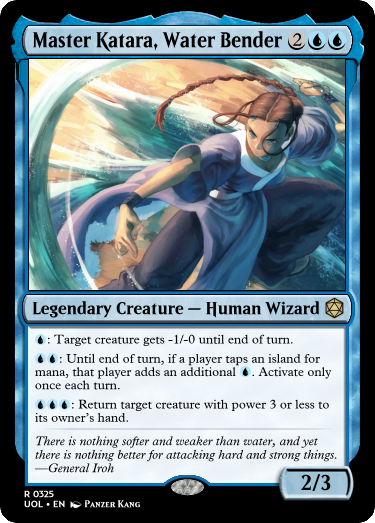 Master Katara, Water Bender 2
Legendary Creature — Human Wizard
: Target creature gets -1/-0 until end of turn.
: Until end of turn, if a player taps an island for
mana, that player adds an additional . Activate only
once each turn.
: Return target creature with power 3 or less to
its owner's hand.
There is nothing softer and weaker than water, and yet
there is nothing better for attacking hard and strong things.
—General Iroh
2/3
R 0325
UOL • EN Panzer Kang